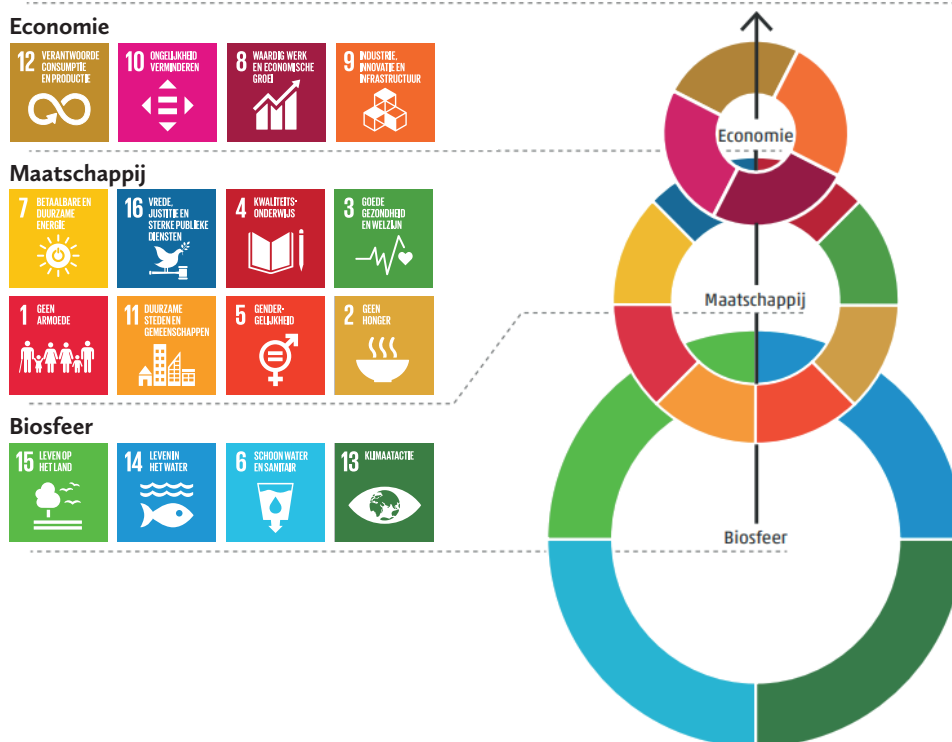 Economie
12 VERANTWOORDE
CONSUMPTIE
EN PRODUCTIE
10 ONGELIJKHEID
VERMINDEREN
8 WAARDIG WERK
EN ECONOMISCHE
GROEI
9 INDUSTRIE,
INNOVATIE EN
INFRASTRUCTUUR
Maatschappij
7 BETAALBARE EN
DUURZAME
ENERGIE
16 VREDE,
JUSTITIE EN
STERKE PUBLIEKE
DIENSTEN
4 KWALITEITS-
ONDERWIJS
3 GOEDE
GEZONDHEID
EN WELZIJN
1 GEEN
ARMOEDE
11 DUURZAME
STEDEN EN
GEMEENSCHAPPEN
5 GENDER-
GELIJKHEID
2 GEEN
HONGER
Biosfeer
15 LEVEN OP
HET LAND
14 LEVEN IN
HET WATER
6 SCHOON WATER
EN SANITAIR
13 KLIMAATACTIE
Economie
Maatschappij
Biosfeer